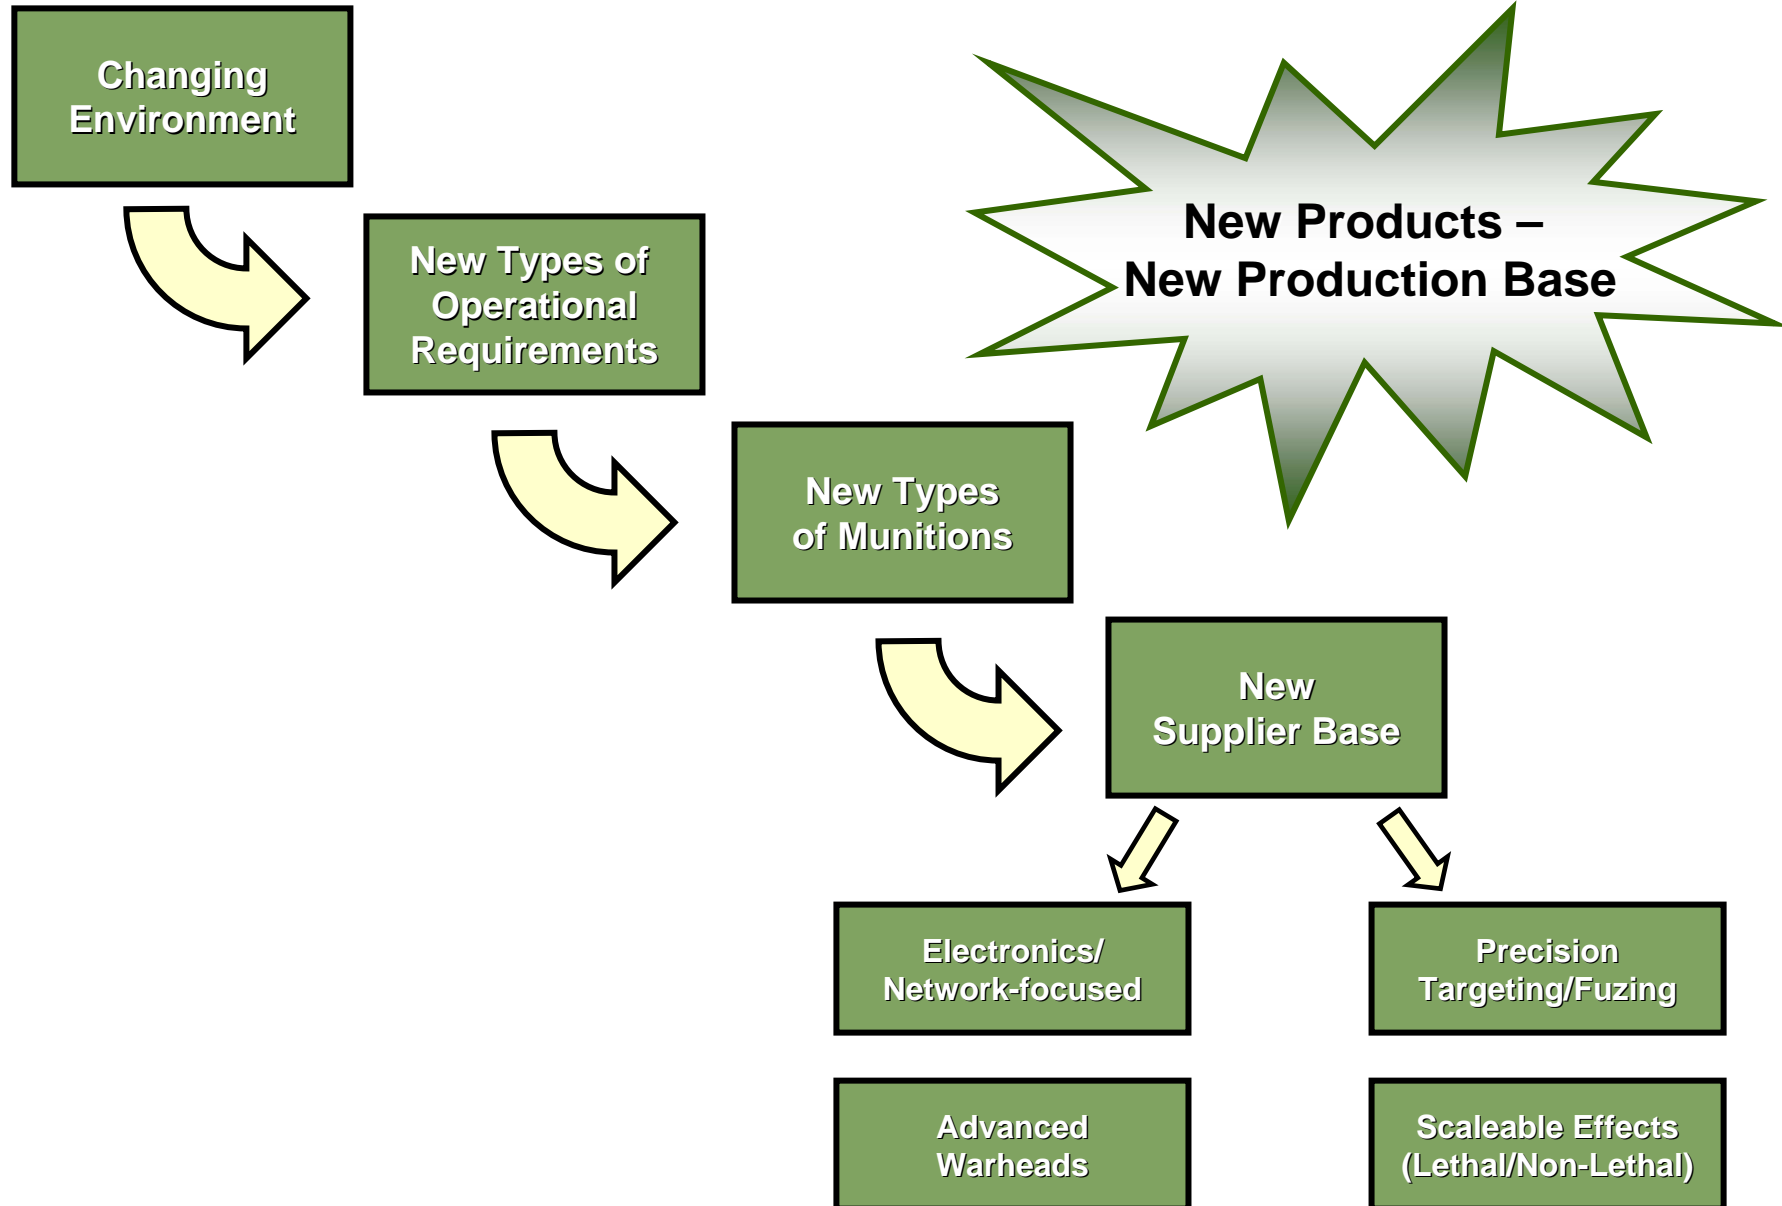 Changing
Environment
New Products –
New Production Base
New Types of
Operational
Requirements
New Types
of Munitions
New
Supplier Base
Electronics/
Network-focused
Precision
Targeting/Fuzing
Advanced
Warheads
Scaleable Effects
(Lethal/Non-Lethal)